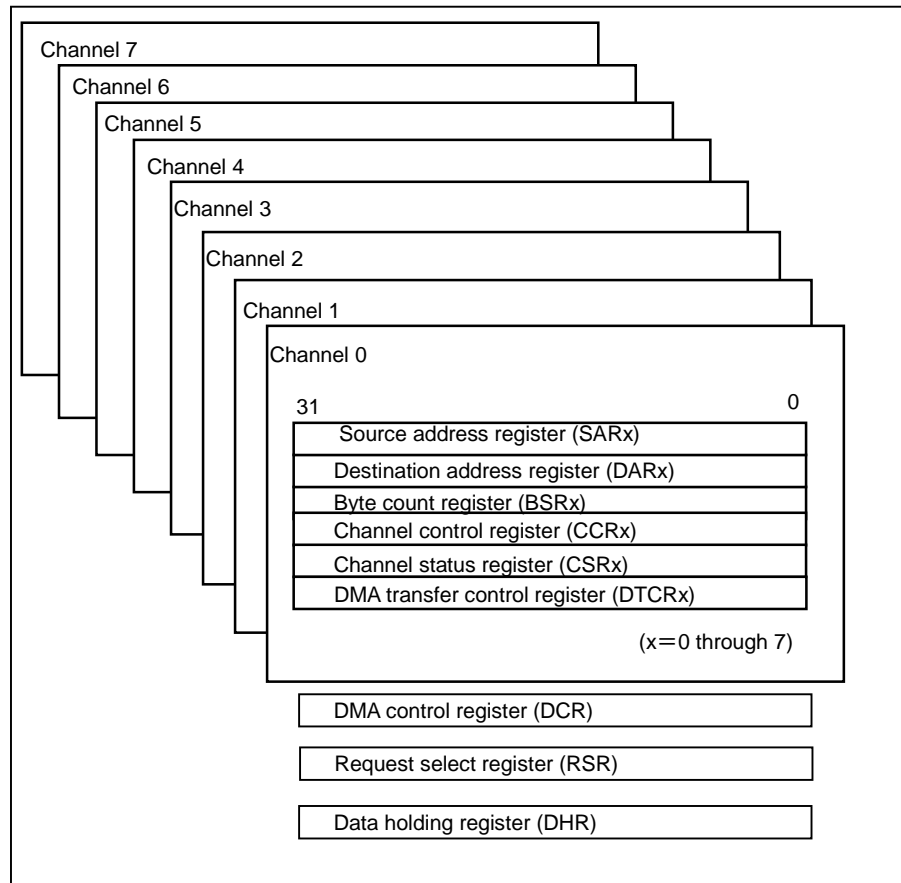 Channel 7
Channel 6
Channel 5
Channel 4
Channel 3
Channel 2
Channel 1
Channel 0
31 0
Source address register (SARx)
Destination address register (DARx)
Byte count register (BSRx)
Channel control register (CCRx)
Channel status register (CSRx)
DMA transfer control register (DTCRx)
(x＝0 through 7)
DMA control register (DCR)
Request select register (RSR)
Data holding register (DHR)